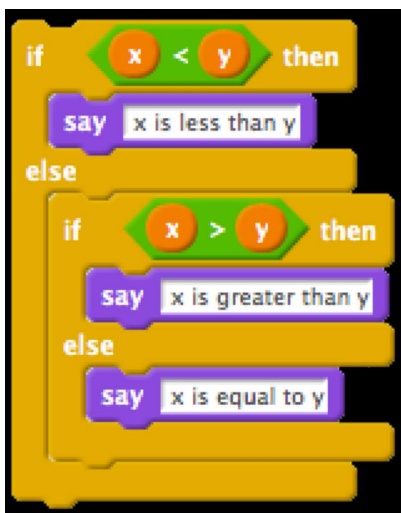 if x < y then
say x is less than y
else
if x > y then
say x is greater than y
else
say x is equal to y